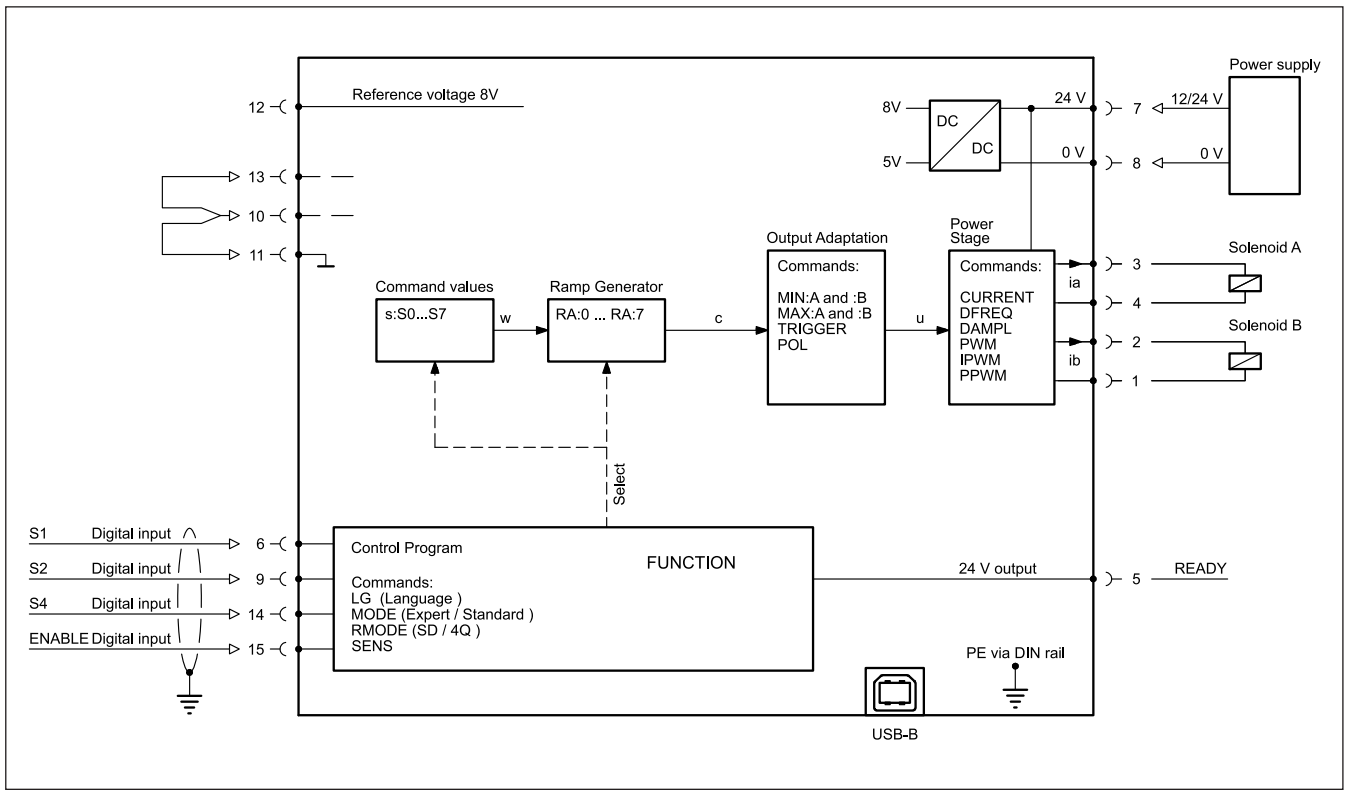 Power supply
12
Reference voltage 8V
8V
DC
DC
5V
24 V
7
12/24 V
0 V
8
0 V
13
10
11
Command values
s:S0...S7
w
Ramp Generator
RA:0 ... RA:7
c
Output Adaptation
Commands:
MIN:A and :B
MAX:A and :B
TRIGGER
POL
u
Power
Stage
Commands:
CURRENT
DFREQ
DAMPL
PWM
IPWM
PPWM
ia
3
Solenoid A
4
ib
2
Solenoid B
1
Select
S1 Digital input
6
S2 Digital input
9
S4 Digital input
14
ENABLE Digital input
15
Control Program
FUNCTION
Commands:
LG (Language )
MODE (Expert / Standard )
RMODE (SD / 4Q )
SENS
24 V output
5
READY
PE via DIN rail
USB-B